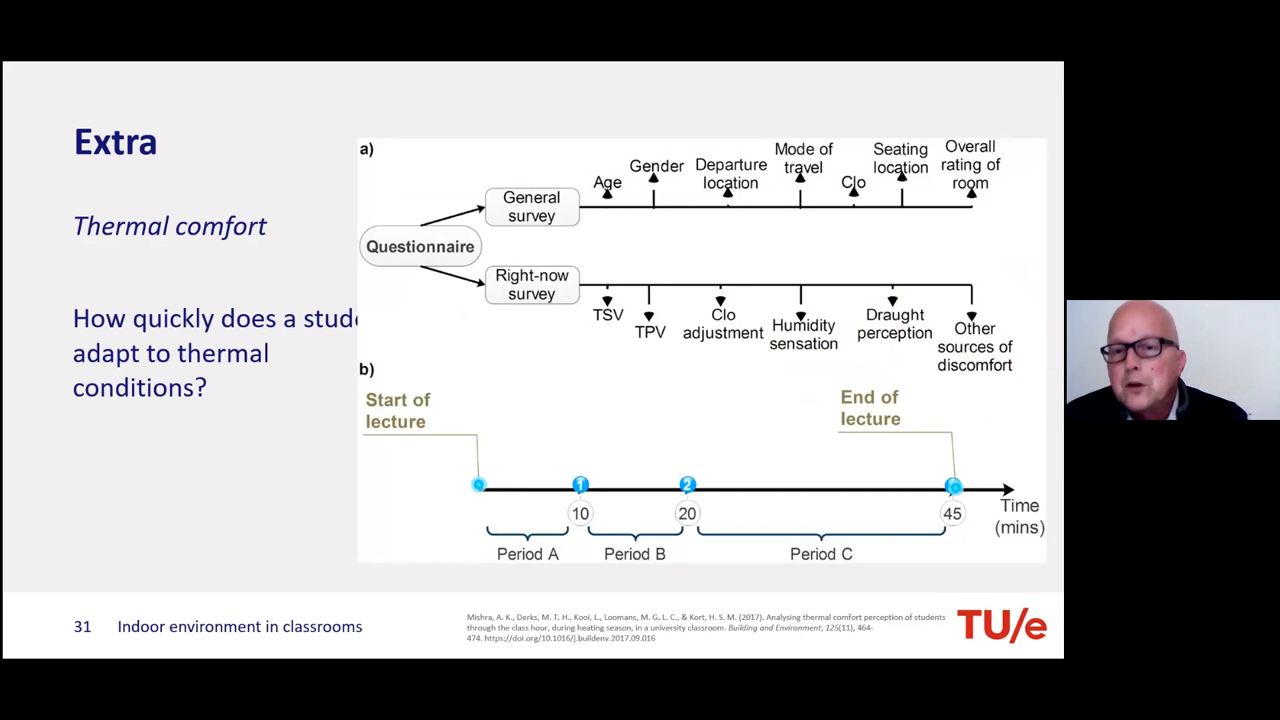 Extra
Thermal comfort
How quickly does a stude
adapt to thermal
conditions?
a)
Questionnaire
General
survey
Age
Gender
Departure
location
Mode of
travel
Clo
Seating
location
Overall
rating of
room
Right-now
survey
TSV
TPV
Clo
adjustment
Humidity
sensation
Draught
perception
Other
sources of
discomfort
b)
Start of
lecture
End of
lecture
1
2
10
20
45
Time
(mins)
Period A
Period B
Period C
31 Indoor environment in classrooms
Mishra, A. K., Derks, M. T. H., Kooi, L., Loomans, M. G. L. C., & Kort, H. S. M. (2017). Analysing thermal comfort perception of students
through the class hour, during heating season, in a university classroom. Building and Environment, 125(11), 464-
474. https://doi.org/10.1016/j.buildenv.2017.09.016
TU/e